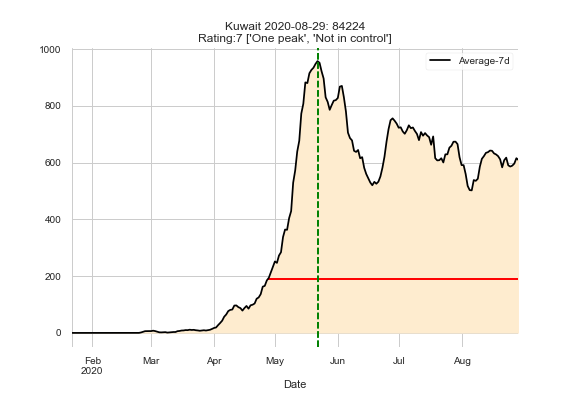 Kuwait 2020-08-29: 84224
Rating:7 ['One peak', 'Not in control']
Average-7d
1000
800
600
400
200
0
Feb Mar Apr May Jun Jul Aug
2020
Date